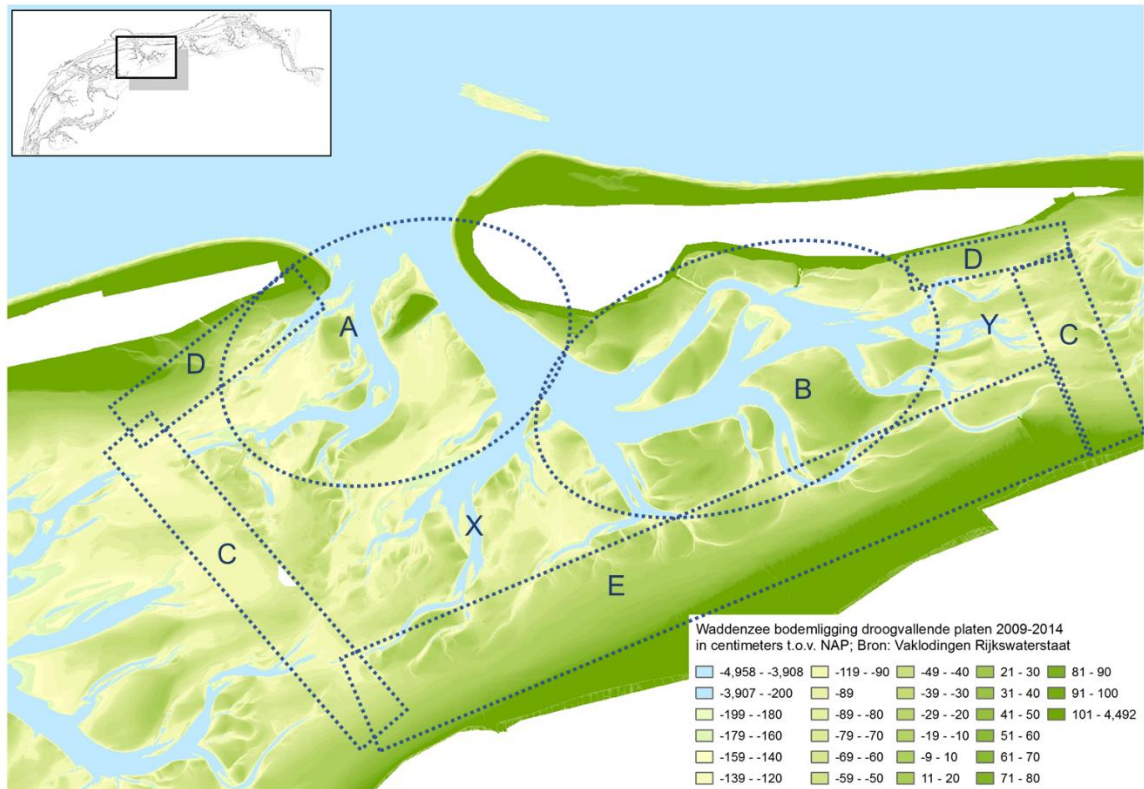 D
A
D
Y
C
B
X
C
E
Waddenzee bodemligging droogvallende platen 2009-2014
in centimeters t.o.v. NAP; Bron: Vaklodingen Rijkswaterstaat
-4,958 - -3,908 -119 - -90 -49 - -40 21 - 30 81 - 90
-3,907 - -200 -89 -39 - -30 31 - 40 91 - 100
-199 - -180 -89 - -80 -29 - -20 41 - 50 101 - 4,492
-179 - -160 -79 - -70 -19 - -10 51 - 60
-159 - -140 -69 - -60 -9 - 10 61 - 70
-139 - -120 -59 - -50 11 - 20 71 - 80